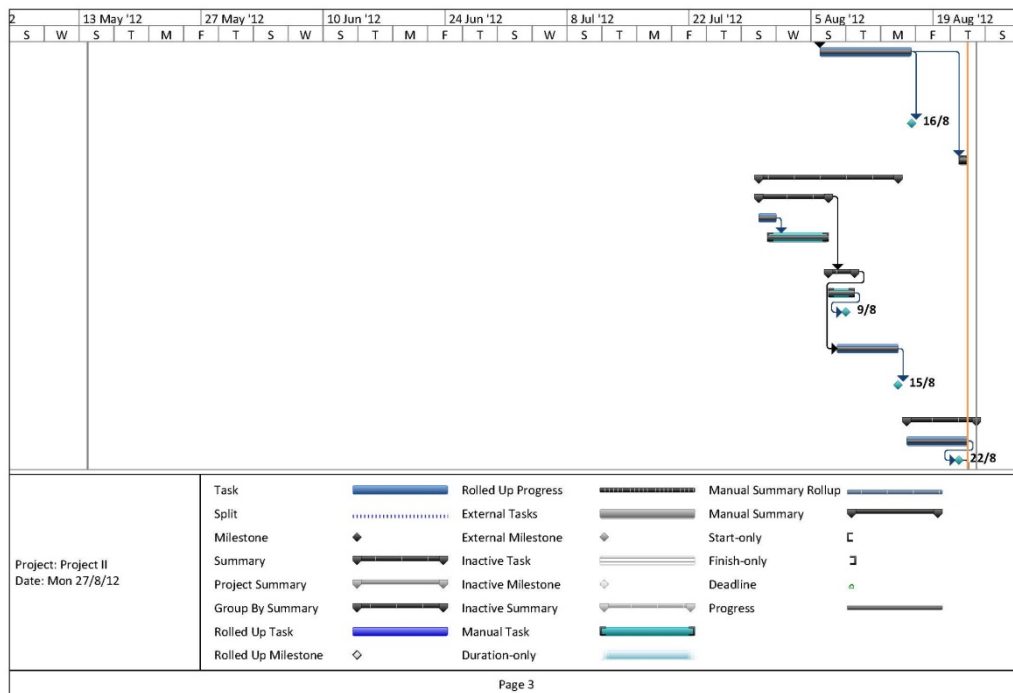 2 13 May '12 27 May '12 10 Jun '12 24 Jun '12 8 Jul '12 22 Jul '12 5 Aug '12 19 Aug '12
S W S T M F T S W S T M F T S W S T M F T S W S T M F T S
16/8
9/8
15/8
22/8
Project: Project II
Date: Mon 27/8/12
Task Rolled Up Progress Manual Summary Rollup
Split External Tasks Manual Summary
Milestone External Milestone Start-only
Summary Inactive Task Finish-only
Project Summary Inactive Milestone Deadline
Group By Summary Inactive Summary Progress
Rolled Up Task Manual Task
Rolled Up Milestone Duration-only
Page 3